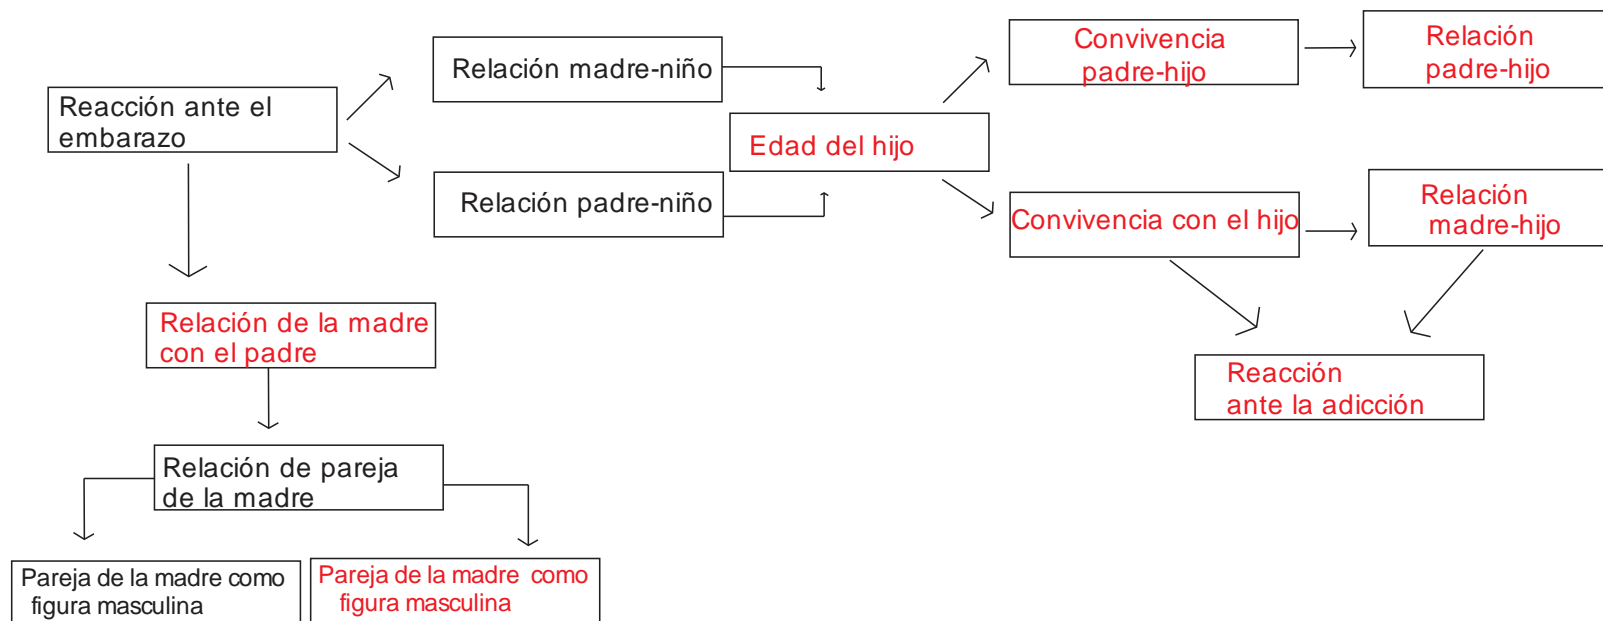 Reacción ante el
embarazo
Relación madre-niño
Relación padre-niño
Edad del hijo
Convivencia
padre-hijo
Relación
padre-hijo
Convivencia con el hijo
Relación
madre-hijo
Reacción
ante la adicción
Relación de la madre
con el padre
Relación de pareja
de la madre
Pareja de la madre como
figura masculina
Pareja de la madre como
figura masculina